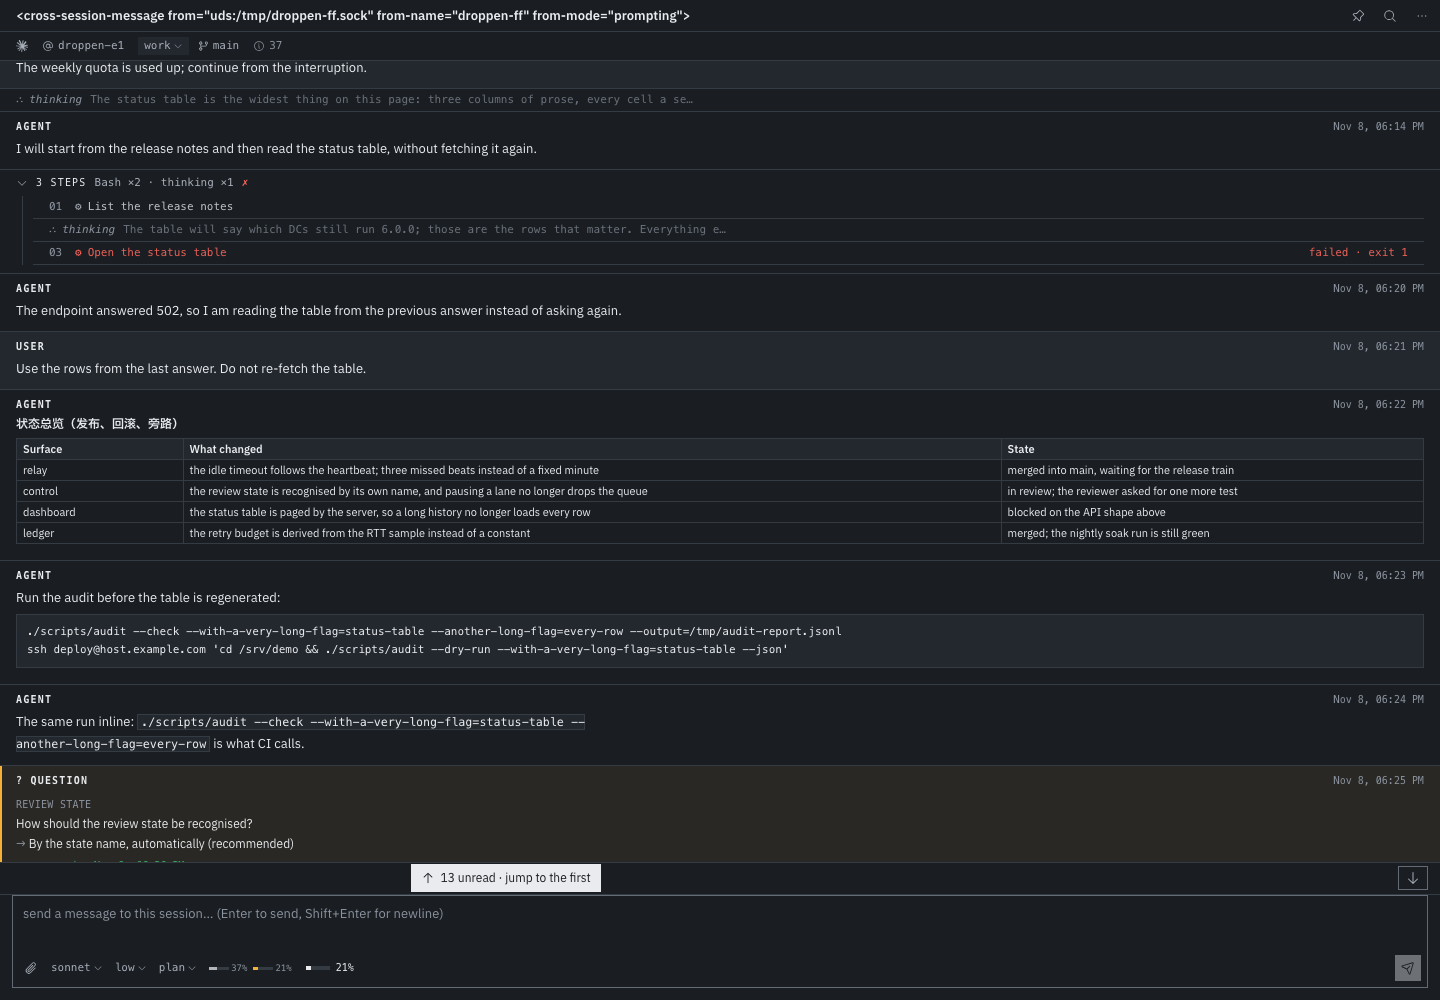 <cross-session-message from="uds:/tmp/droppen-ff.sock" from-name="droppen-ff" from-mode="prompting">
@ droppen-e1 work main 37
The weekly quota is used up; continue from the interruption.
∴ thinking The status table is the widest thing on this page: three columns of prose, every cell a se…
AGENT Nov 8, 06:14 PM
I will start from the release notes and then read the status table, without fetching it again.
3 STEPS Bash ×2 · thinking ×1 ✗
01 ⚙ List the release notes
∴ thinking The table will say which DCs still run 6.0.0; those are the rows that matter. Everything e…
03 ⚙ Open the status table failed · exit 1
AGENT Nov 8, 06:20 PM
The endpoint answered 502, so I am reading the table from the previous answer instead of asking again.
USER Nov 8, 06:21 PM
Use the rows from the last answer. Do not re-fetch the table.
AGENT Nov 8, 06:22 PM
状态总览（发布、回滚、旁路）
Surface What changed State
relay the idle timeout follows the heartbeat; three missed beats instead of a fixed minute merged into main, waiting for the release train
control the review state is recognised by its own name, and pausing a lane no longer drops the queue in review; the reviewer asked for one more test
dashboard the status table is paged by the server, so a long history no longer loads every row blocked on the API shape above
ledger the retry budget is derived from the RTT sample instead of a constant merged; the nightly soak run is still green
AGENT Nov 8, 06:23 PM
Run the audit before the table is regenerated:
./scripts/audit --check --with-a-very-long-flag=status-table --another-long-flag=every-row --output=/tmp/audit-report.jsonl
ssh deploy@host.example.com 'cd /srv/demo && ./scripts/audit --dry-run --with-a-very-long-flag=status-table --json'
AGENT Nov 8, 06:24 PM
The same run inline: ./scripts/audit --check --with-a-very-long-flag=status-table --
another-long-flag=every-row is what CI calls.
? QUESTION Nov 8, 06:25 PM
REVIEW STATE
How should the review state be recognised?
→ By the state name, automatically (recommended)
↑ 13 unread · jump to the first
send a message to this session… (Enter to send, Shift+Enter for newline)
sonnet low plan 37% 21% 21%